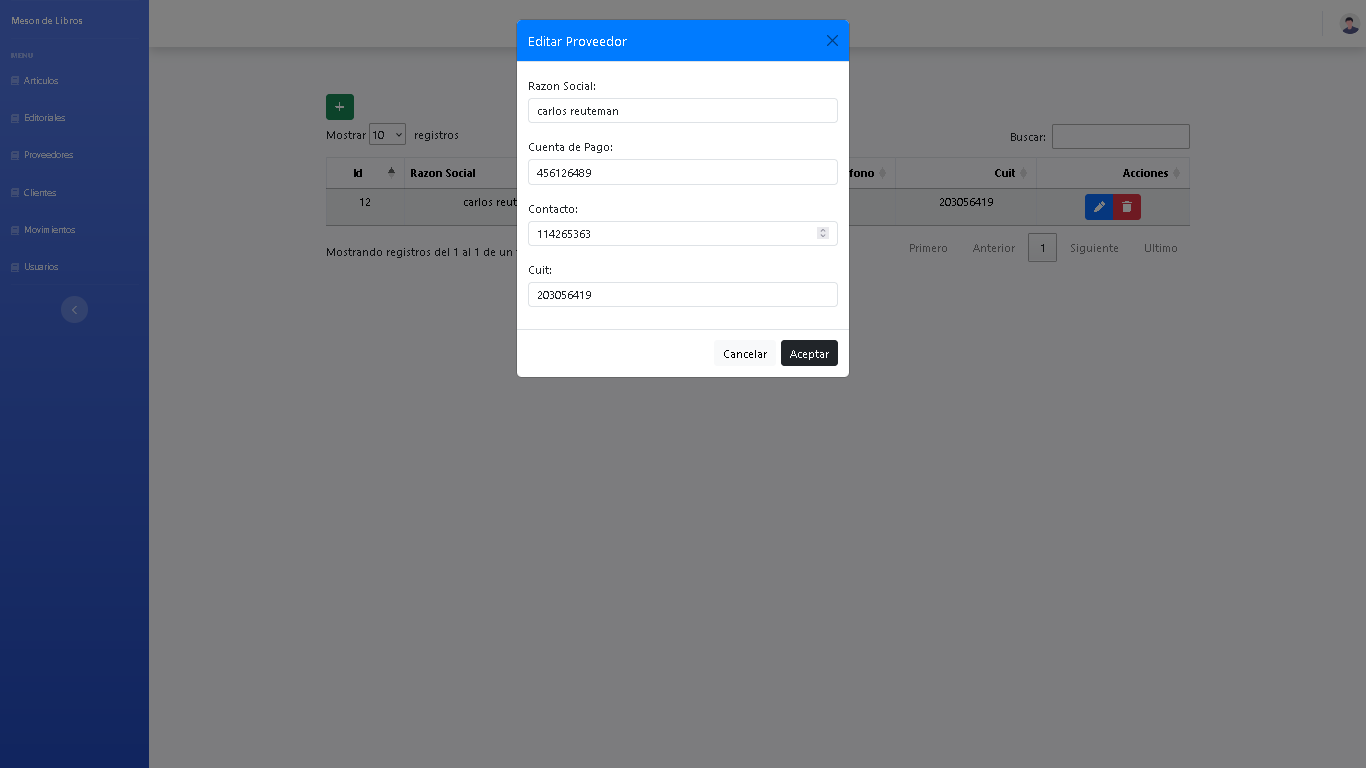 Meson de Libros
MENU
Articulos
Editoriales
Proveedores
Clientes
Movimientos
Usuarios
Editar Proveedor
Razon Social:
carlos reuteman
Cuenta de Pago:
456126489
Contacto:
114265363
Cuit:
203056419
Cancelar Aceptar
+
Mostrar 10 registros
Buscar:
Id Razon Social fono Cuit Acciones
12 carlos reut 203056419
Mostrando registros del 1 al 1 de un
Primero Anterior 1 Siguiente Ultimo